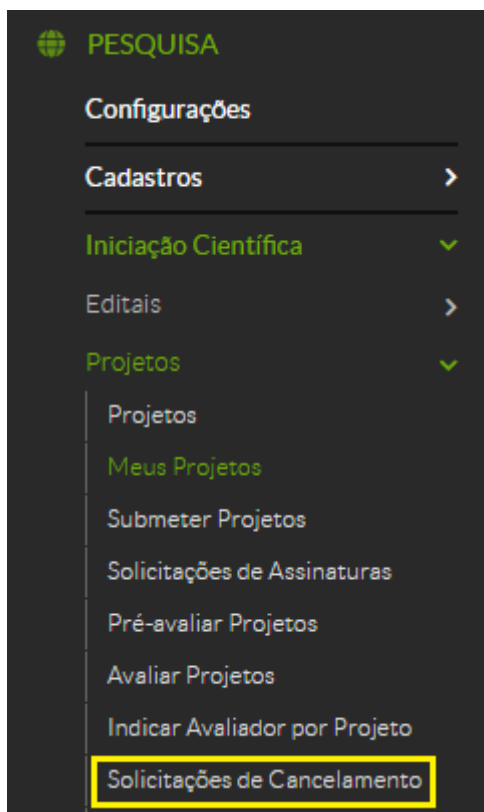 PESQUISA
Configurações
Cadastros
Iniciação Científica
Editais
Projetos
Projetos
Meus Projetos
Submeter Projetos
Solicitações de Assinaturas
Pré-avaliar Projetos
Avaliar Projetos
Indicar Avaliador por Projeto
Solicitações de Cancelamento